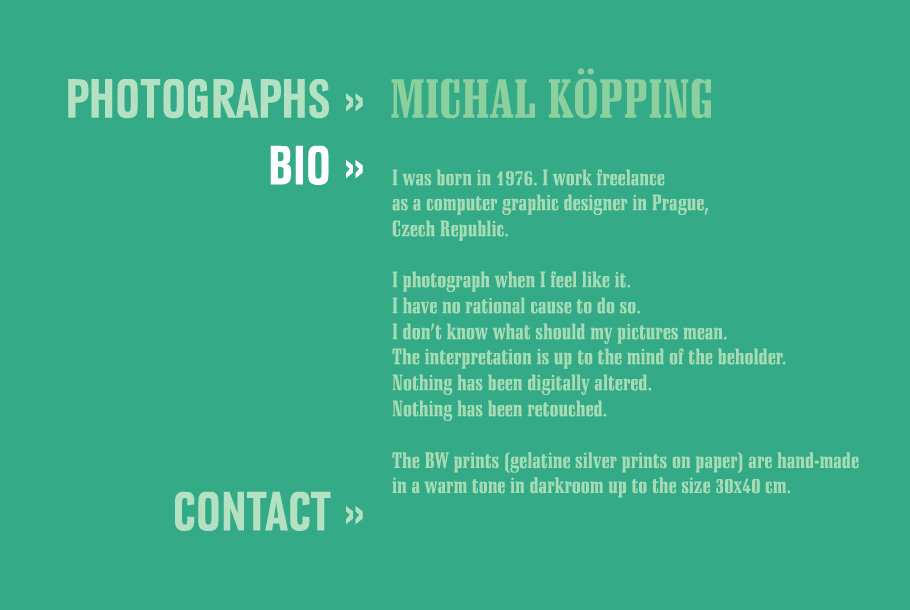 PHOTOGRAPHS »
MICHAL KÖPPING
BIO »
I was born in 1976. I work freelance
as a computer graphic designer in Prague,
Czech Republic.
I photograph when I feel like it.
I have no rational cause to do so.
I don't know what should my pictures mean.
The interpretation is up to the mind of the beholder.
Nothing has been digitally altered.
Nothing has been retouched.
The BW prints (gelatine silver prints on paper) are hand-made
in a warm tone in darkroom up to the size 30x40 cm.
CONTACT »